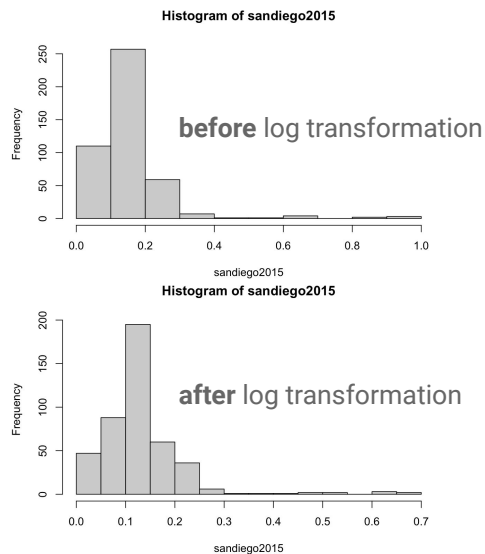 Histogram of sandiego2015
250
200
150
100
50
0
Frequency
before log transformation
0.0 0.2 0.4 0.6 0.8 1.0
sandiego2015
Histogram of sandiego2015
200
150
100
50
0
Frequency
after log transformation
0.0 0.1 0.2 0.3 0.4 0.5 0.6 0.7
sandiego2015